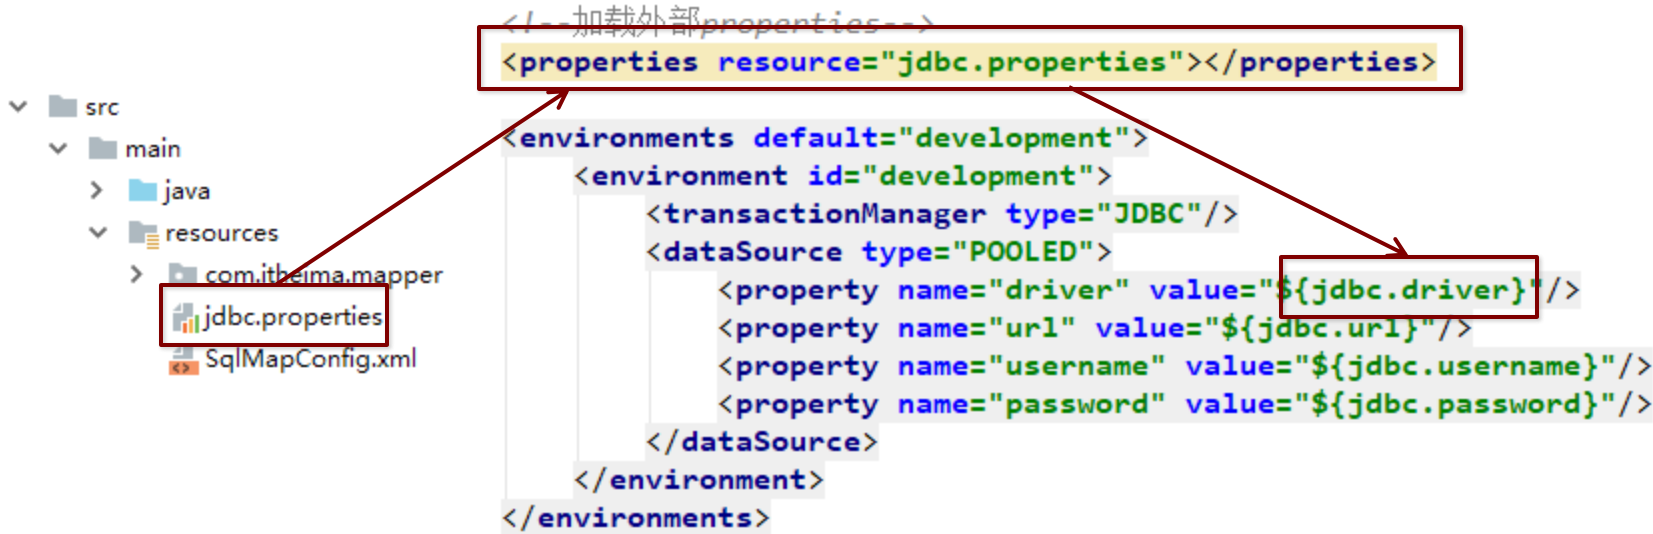 src
main
java
resources
com.itheima.mapper
jdbc.properties
SqlMapConfig.xml
<!--加载外部properties-->
<properties resource="jdbc.properties"></properties>
<environments default="development">
<environment id="development">
<transactionManager type="JDBC"/>
<dataSource type="POOLED">
<property name="driver" value="${jdbc.driver}"/>
<property name="url" value="${jdbc.url}"/>
<property name="username" value="${jdbc.username}"/>
<property name="password" value="${jdbc.password}"/>
</dataSource>
</environment>
</environments>